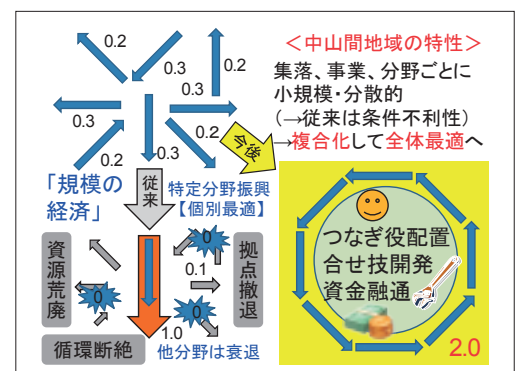 0.2
0.3
0.2
0.3
0.3
0.2
0.3
0.2
＜中山間地域の特性＞
集落、事業、分野ごとに
小規模・分散的
(→従来は条件不利性)
→複合化して全体最適へ
今後
「規模の
経済」
従来
特定分野振興
【個別最適】
資源荒廃
0
0
0.1
0
拠点撤退
循環断絶
1.0
他分野は衰退
つなぎ役配置
合せ技開発
資金融通
2.0